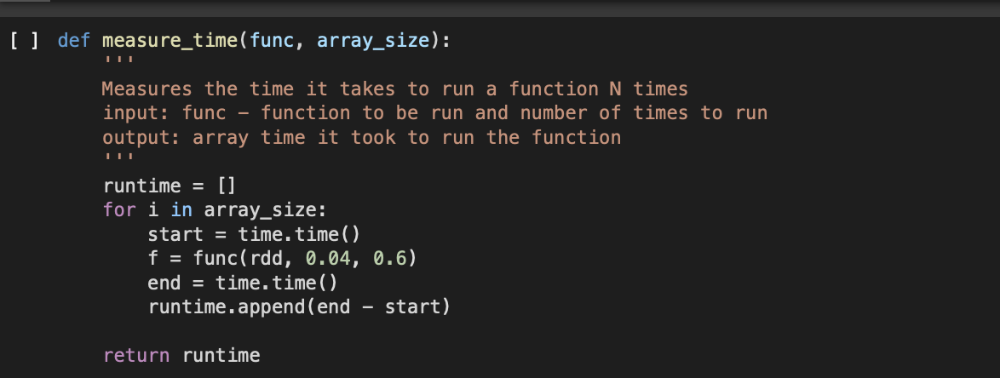 [ ] def measure_time(func, array_size):
'''
Measures the time it takes to run a function N times
input: func – function to be run and number of times to run
output: array time it took to run the function
'''
runtime = []
for i in array_size:
start = time.time()
f = func(rdd, 0.04, 0.6)
end = time.time()
runtime.append(end – start)
return runtime